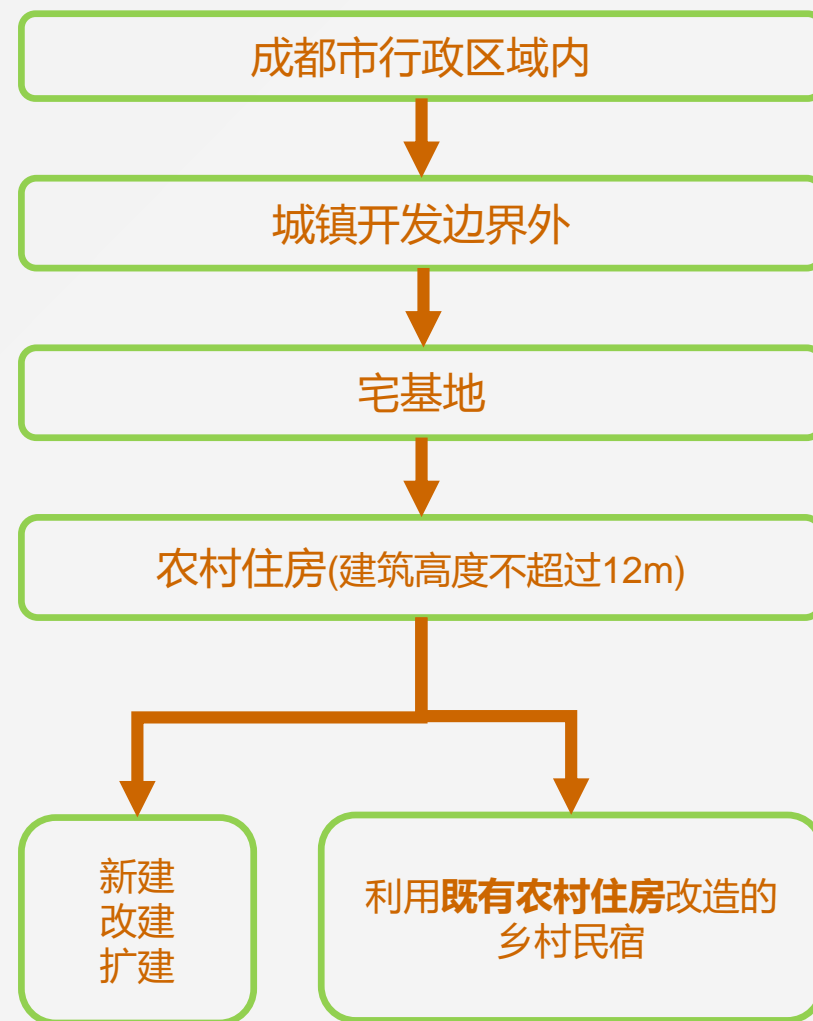 成都市行政区域内
城镇开发边界外
宅基地
农村住房(建筑高度不超过12m)
新建
改建
扩建
利用既有农村住房改造的
乡村民宿